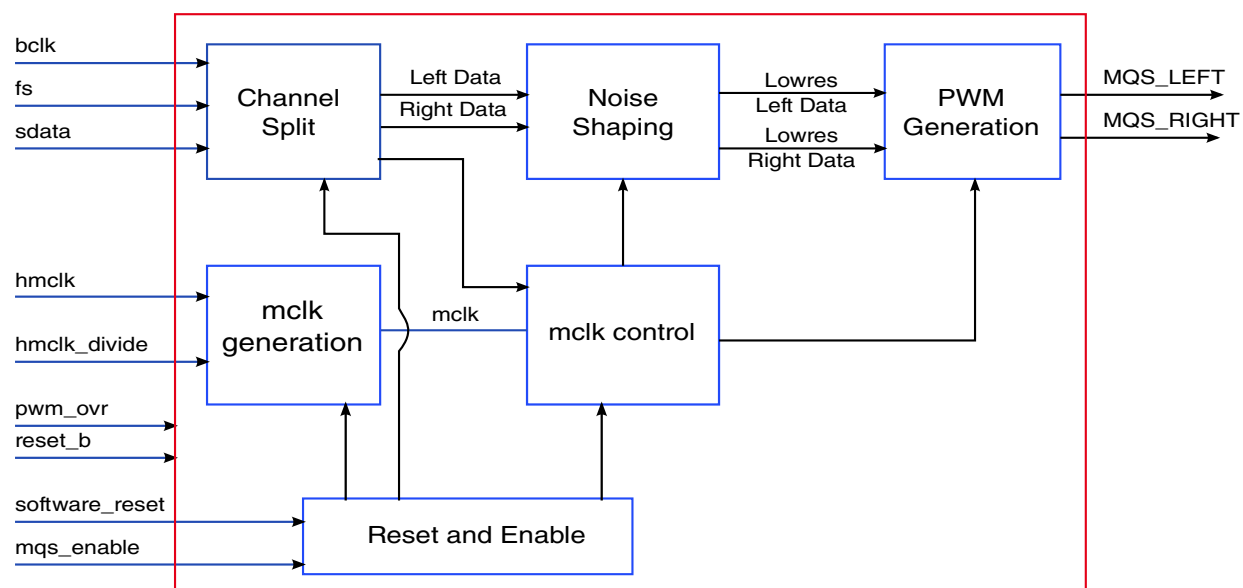 bclk
fs
sdata
Channel
Split
Left Data
Right Data
Noise
Shaping
Lowres
Left Data
Lowres
Right Data
PWM
Generation
MQS_LEFT
MQS_RIGHT
hmclk
hmclk_divide
mclk
generation
mclk
mclk control
pwm_ovr
reset_b
software_reset
mqs_enable
Reset and Enable